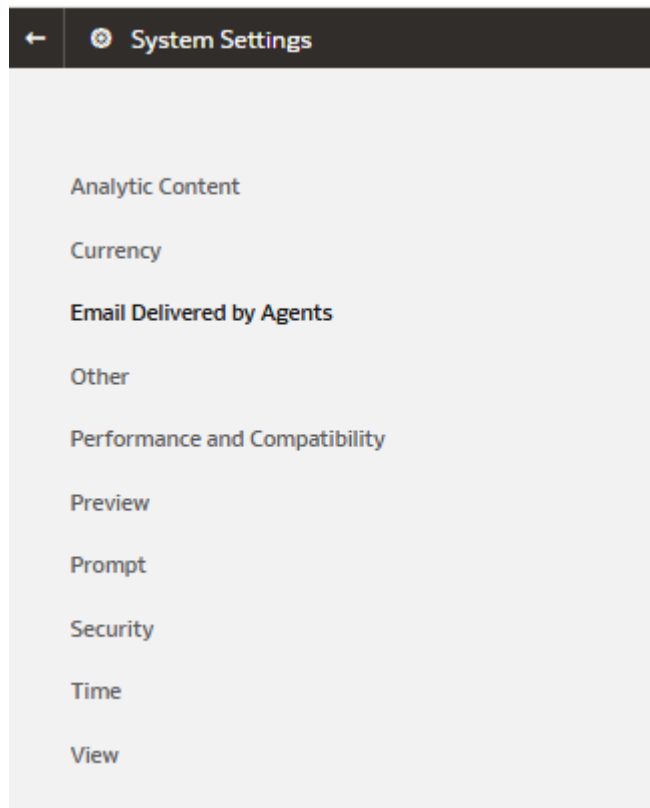 System Settings
Analytic Content
Currency
Email Delivered by Agents
Other
Performance and Compatibility
Preview
Prompt
Security
Time
View